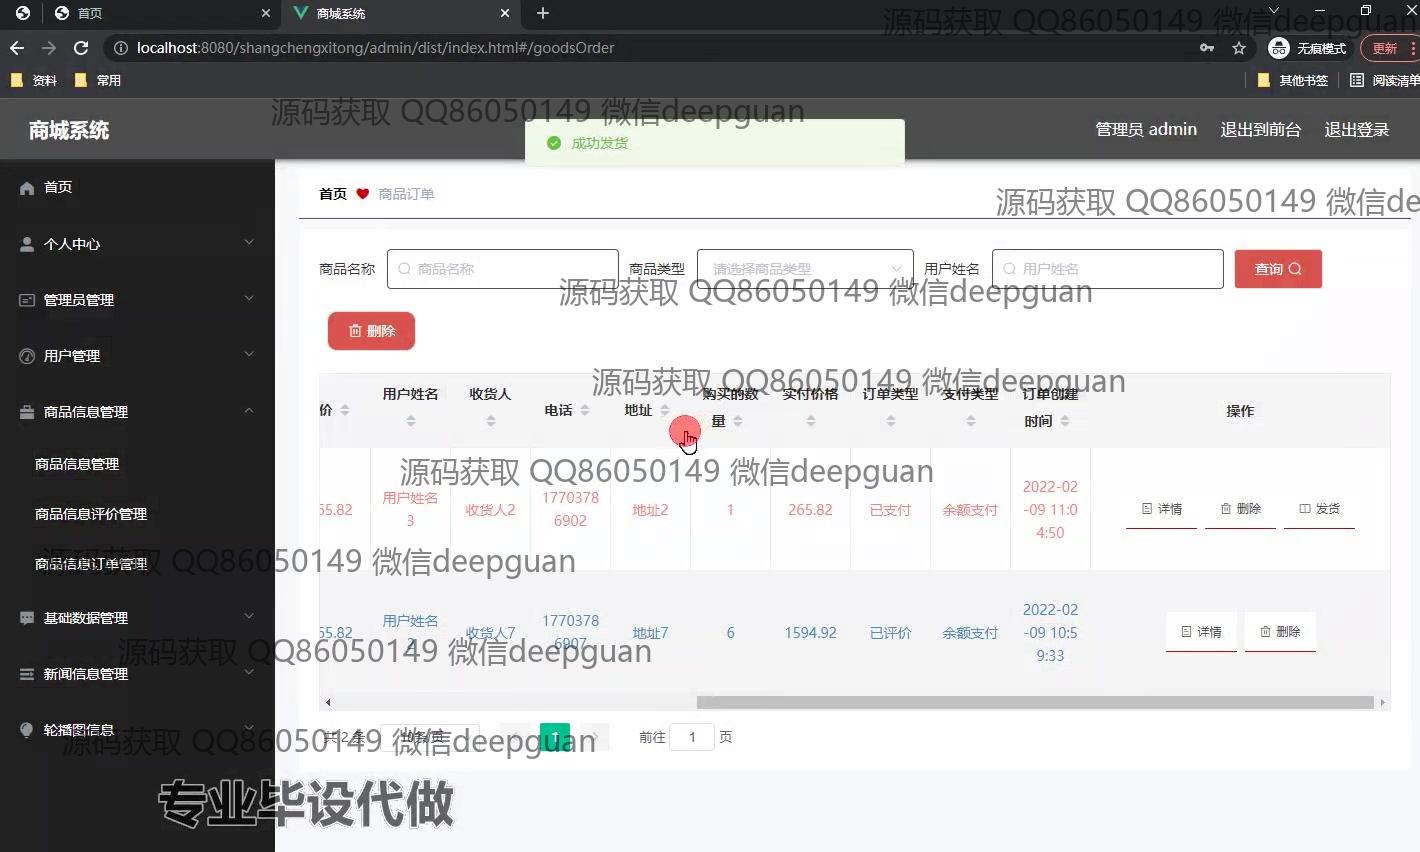 首页
商城系统
localhost:8080/shangchengxitong/admin/dist/index.html#/goodsOrder
无痕模式
更新
资料
常用
其他书签
阅读清单
源码获取 QQ86050149 微信deepguan
源码获取 QQ86050149 微信deepguan
商城系统
成功发货
管理员 admin
退出到前台
退出登录
首页
个人中心
管理员管理
用户管理
商品信息管理
商品信息管理
商品信息评价管理
商品信息订单管理
基础数据管理
新闻信息管理
轮播图信息
首页
商品订单
源码获取 QQ86050149 微信de
商品名称
商品名称
商品类型
请选择商品类型
用户姓名
用户姓名
查询
源码获取 QQ86050149 微信deepguan
删除
源码获取 QQ86050149 微信deepguan
价
用户姓名
收货人
电话
地址
购买的数量
实付价格
订单类型
支付类型
订单创建时间
操作
源码获取 QQ86050149 微信deepguan
65.82
用户姓名3
收货人2
17703786902
地址2
1
265.82
已支付
余额支付
2022-02-09 11:04:50
详情
删除
发货
源码获取 QQ86050149 微信deepguan
65.82
用户姓名2
收货人7
17703786907
地址7
6
1594.92
已评价
余额支付
2022-02-09 10:59:33
详情
删除
源码获取 QQ86050149 微信deepguan
共 2 条
10条/页
1
前往
1
页
源码获取 QQ86050149 微信deepguan
专业毕设代做